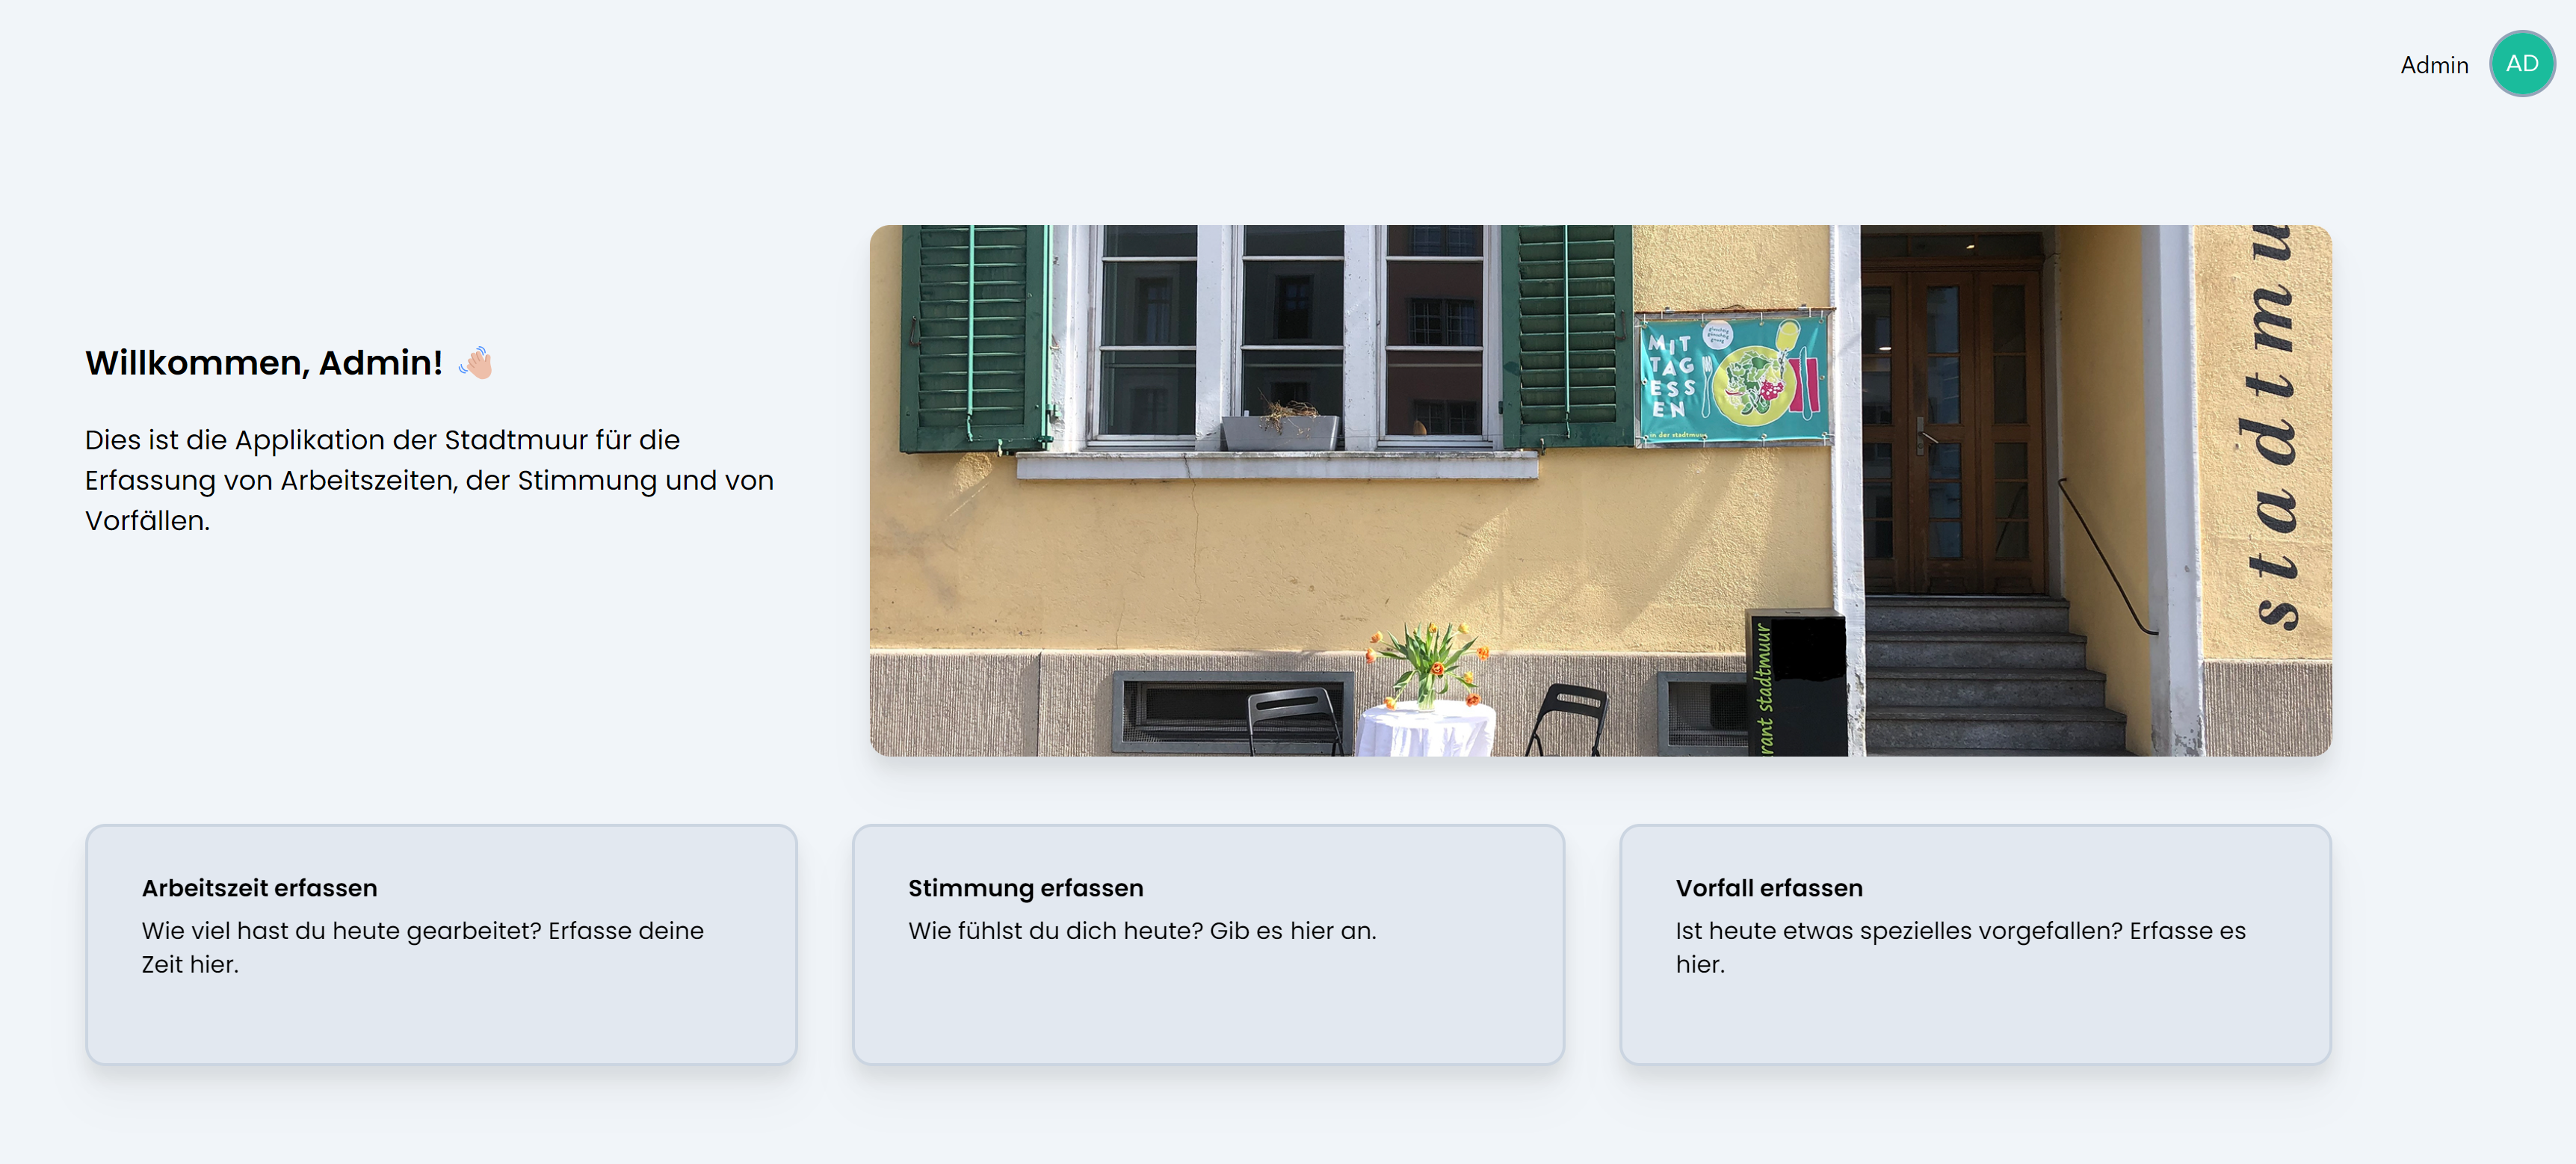 Admin
AD
Willkommen, Admin!
Dies ist die Applikation der Stadtmuur für die
Erfassung von Arbeitszeiten, der Stimmung und von
Vorfällen.
MIT
TAG
ESS
EN
in der stadtmuur
stadtmu
rant stadtmuur
Arbeitszeit erfassen
Wie viel hast du heute gearbeitet? Erfasse deine
Zeit hier.
Stimmung erfassen
Wie fühlst du dich heute? Gib es hier an.
Vorfall erfassen
Ist heute etwas spezielles vorgefallen? Erfasse es
hier.